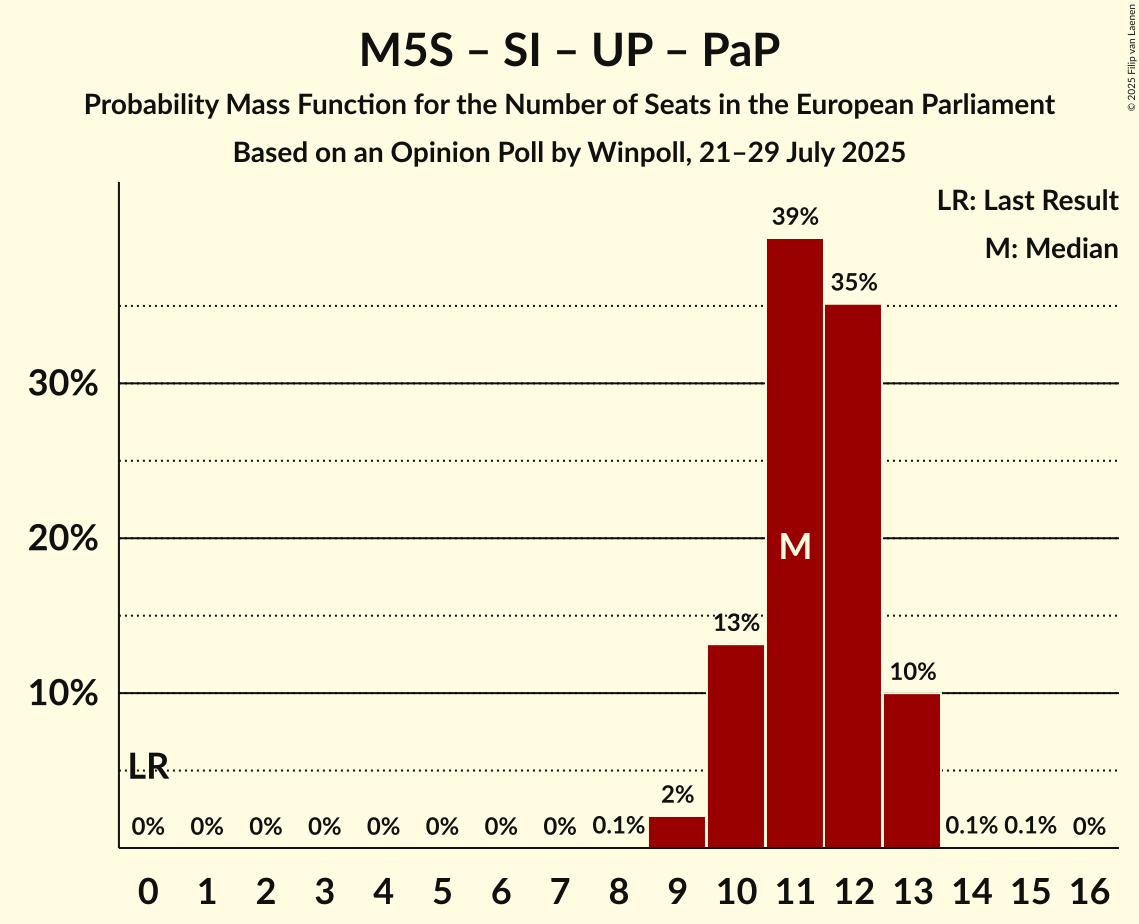 M5S – SI – UP – PaP
Probability Mass Function for the Number of Seats in the European Parliament
Based on an Opinion Poll by Winpoll, 21–29 July 2025
© 2025 Filip van Laenen
LR: Last Result
M: Median
39%
35%
30%
20%
M
13%
10%
10%
LR
2%
0% 0% 0% 0% 0% 0% 0% 0% 0.1% 0.1% 0.1% 0%
0 1 2 3 4 5 6 7 8 9 10 11 12 13 14 15 16